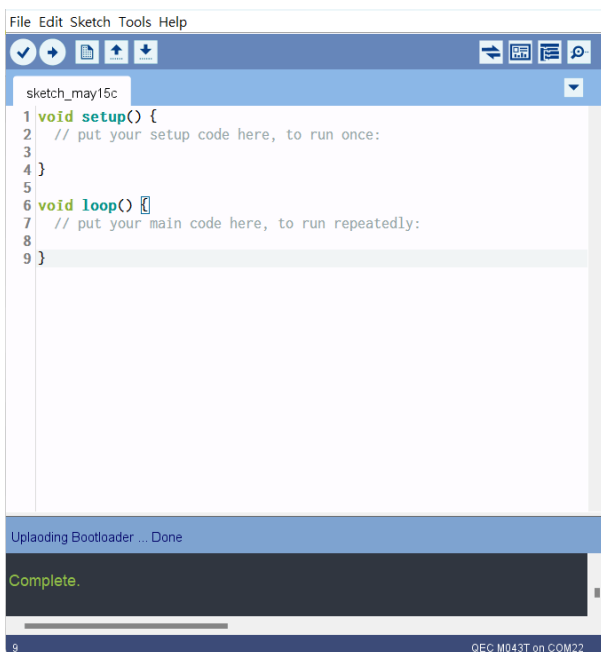 File Edit Sketch Tools Help
sketch_may15c
1 void setup() {
2 // put your setup code here, to run once:
3
4 }
5
6 void loop() {
7 // put your main code here, to run repeatedly:
8
9 }
Uplaoding Bootloader ... Done
Complete.
9 QEC M043T on COM22